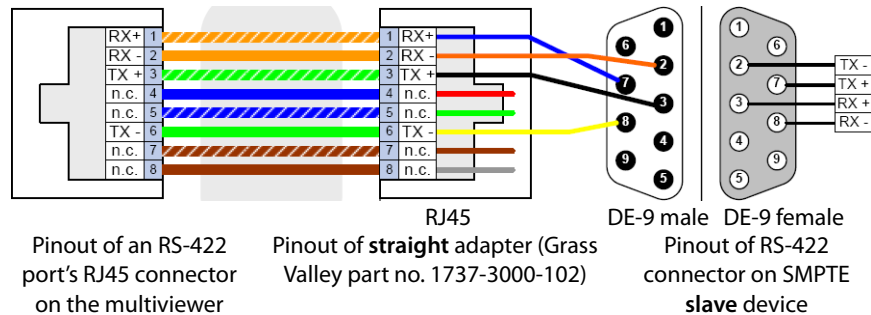 RX+ 1 1 RX+
RX - 2 2 RX -
TX + 3 3 TX +
n.c. 4 4 n.c.
n.c. 5 5 n.c.
TX - 6 6 TX -
n.c. 7 7 n.c.
n.c. 8 8 n.c.
1
6
2
7
3
8
4
9
5
1
6
2
7
3
8
4
9
5
TX -
TX +
RX +
RX -
RJ45
DE-9 male
DE-9 female
Pinout of an RS-422
port's RJ45 connector
on the multiviewer
Pinout of straight adapter (Grass
Valley part no. 1737-3000-102)
Pinout of RS-422
connector on SMPTE
slave device